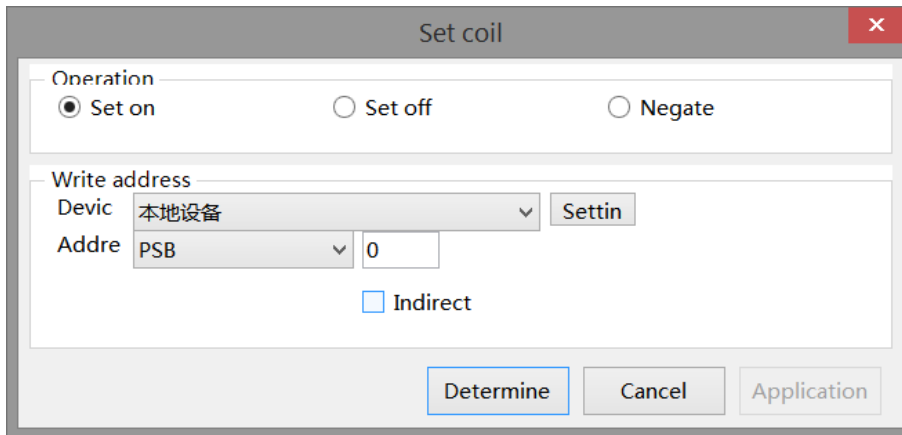 Set coil
Operation
Set on Set off Negate
Write address
Devic 本地设备 Settin
Addre PSB 0
Indirect
Determine Cancel Application